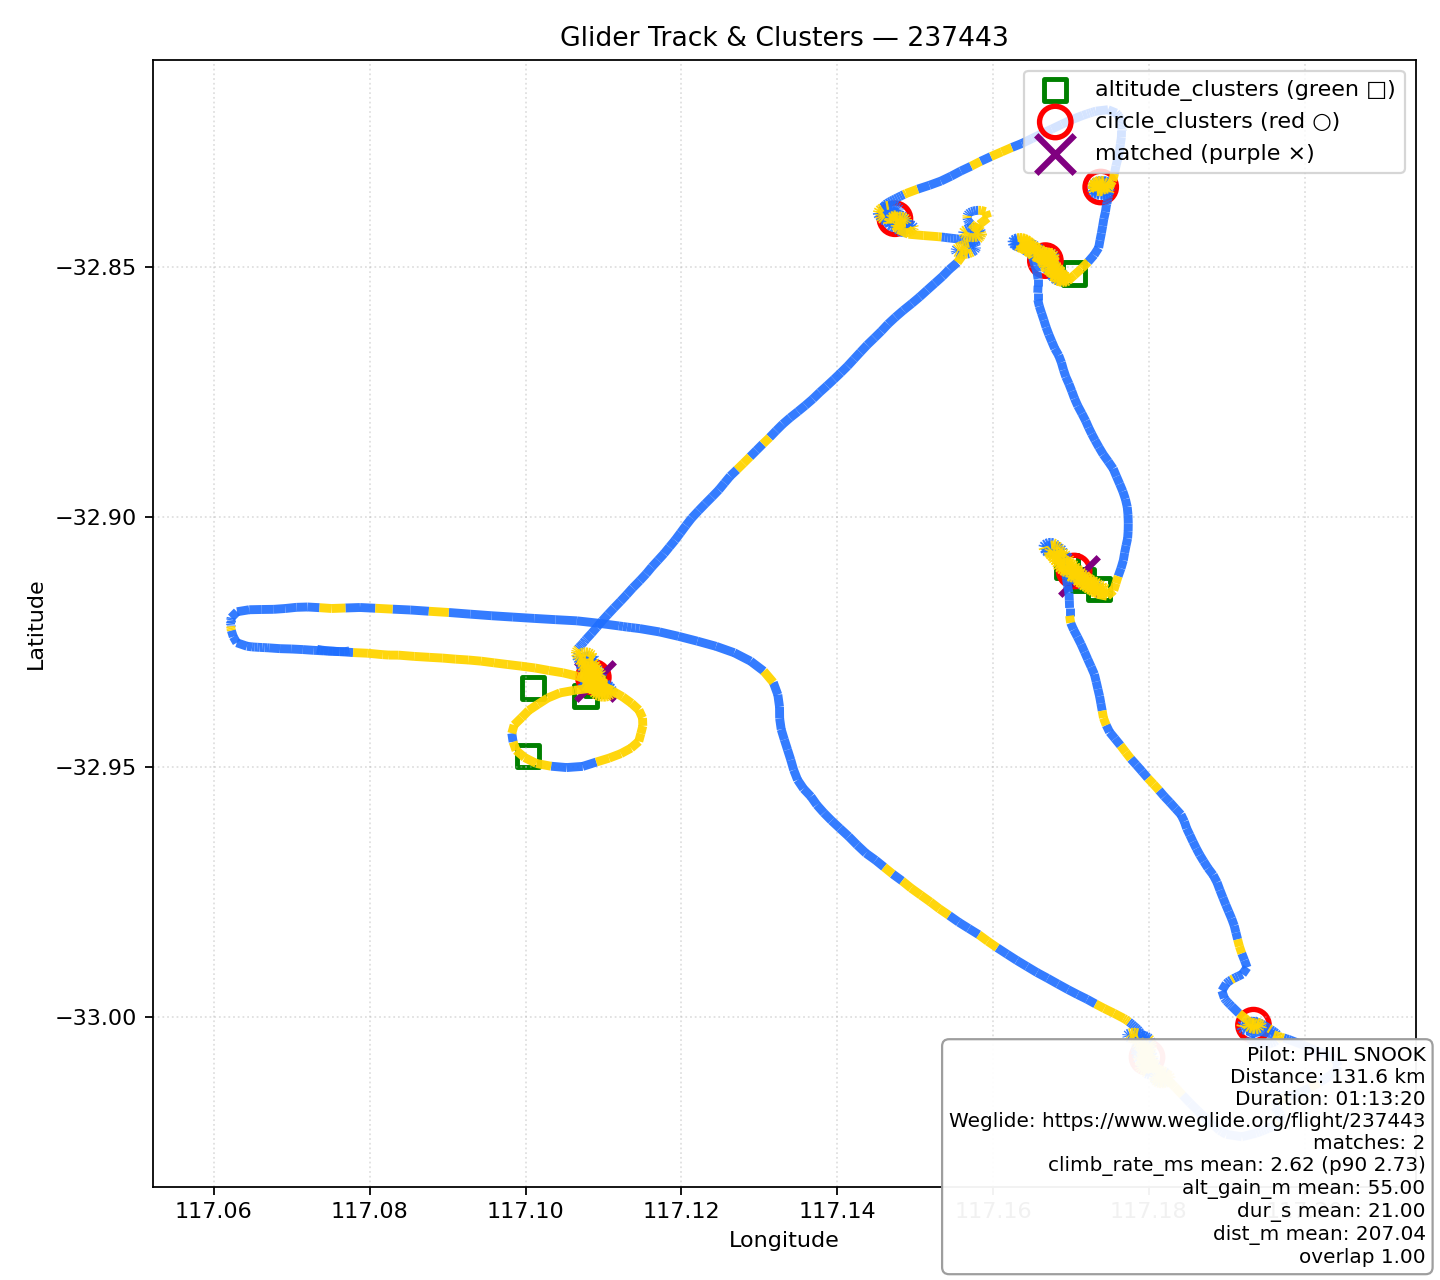 Glider Track & Clusters — 237443
altitude_clusters (green □)
circle_clusters (red ○)
matched (purple ×)
−32.85
−32.90
−32.95
−33.00
Latitude
117.06
117.08
117.10
117.12
117.14
117.16
117.18
Longitude
Pilot: PHIL SNOOK
Distance: 131.6 km
Duration: 01:13:20
Weglide: https://www.weglide.org/flight/237443
matches: 2
climb_rate_ms mean: 2.62 (p90 2.73)
alt_gain_m mean: 55.00
dur_s mean: 21.00
dist_m mean: 207.04
overlap 1.00